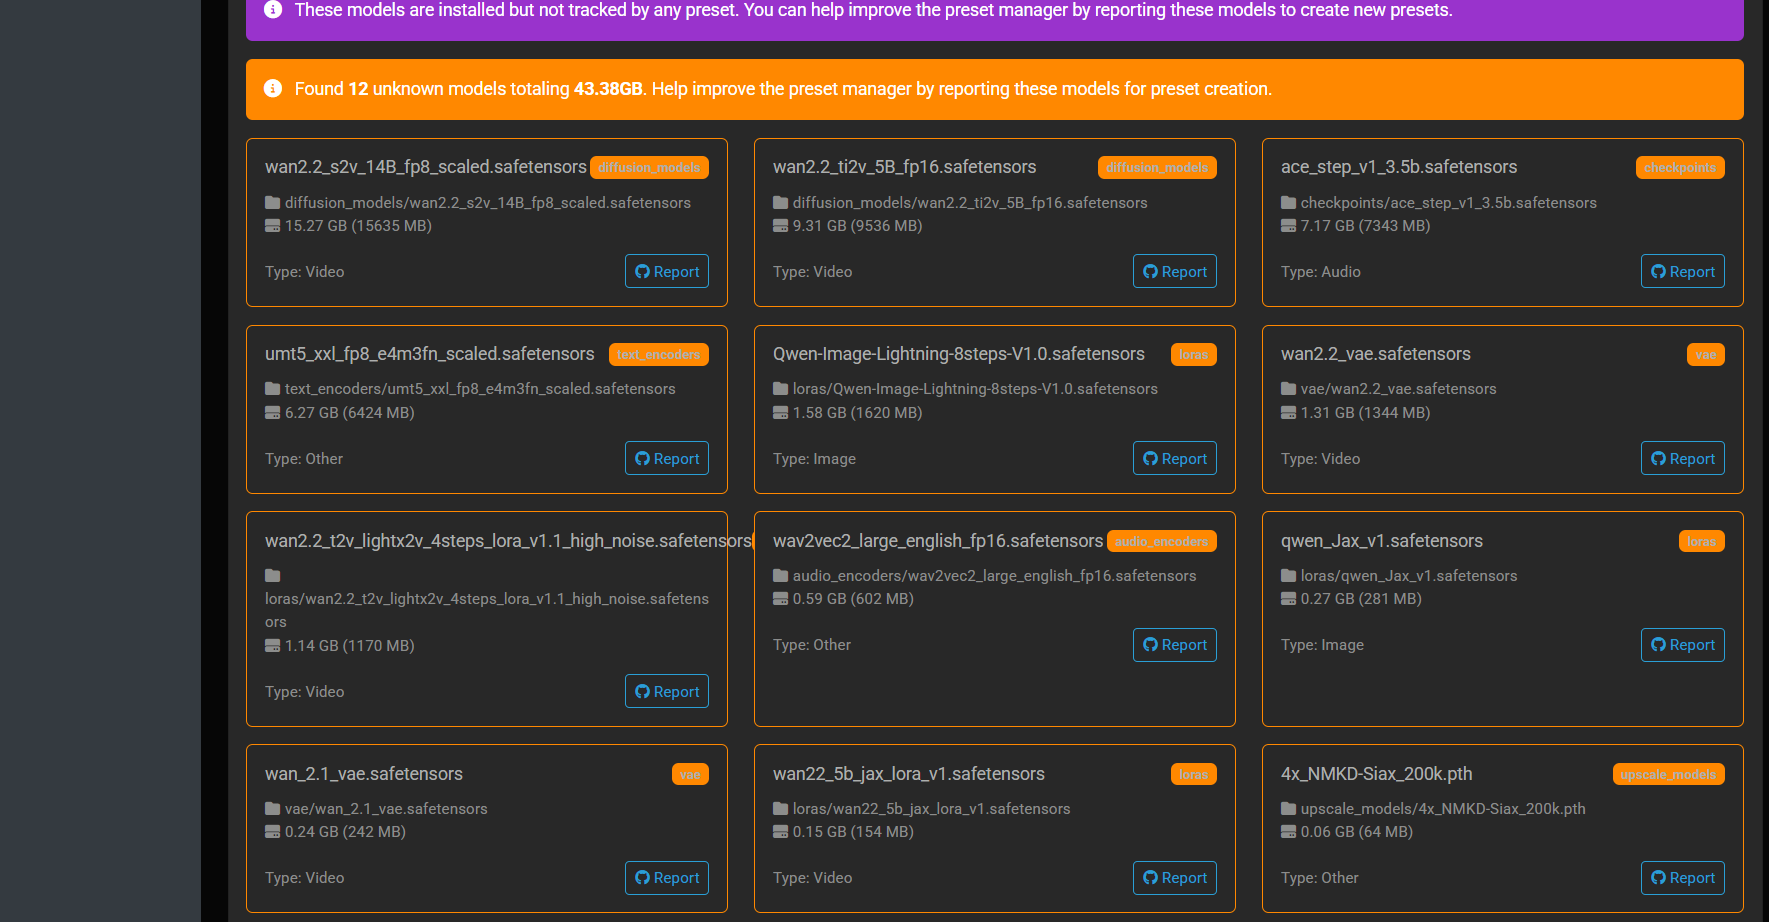 These models are installed but not tracked by any preset. You can help improve the preset manager by reporting these models to create new presets.
Found 12 unknown models totaling 43.38GB. Help improve the preset manager by reporting these models for preset creation.
wan2.2_s2v_14B_fp8_scaled.safetensors diffusion_models
diffusion_models/wan2.2_s2v_14B_fp8_scaled.safetensors
15.27 GB (15635 MB)
Type: Video Report
wan2.2_ti2v_5B_fp16.safetensors diffusion_models
diffusion_models/wan2.2_ti2v_5B_fp16.safetensors
9.31 GB (9536 MB)
Type: Video Report
ace_step_v1_3.5b.safetensors checkpoints
checkpoints/ace_step_v1_3.5b.safetensors
7.17 GB (7343 MB)
Type: Audio Report
umt5_xxl_fp8_e4m3fn_scaled.safetensors text_encoders
text_encoders/umt5_xxl_fp8_e4m3fn_scaled.safetensors
6.27 GB (6424 MB)
Type: Other Report
Qwen-Image-Lightning-8steps-V1.0.safetensors loras
loras/Qwen-Image-Lightning-8steps-V1.0.safetensors
1.58 GB (1620 MB)
Type: Image Report
wan2.2_vae.safetensors vae
vae/wan2.2_vae.safetensors
1.31 GB (1344 MB)
Type: Video Report
wan2.2_t2v_lightx2v_4steps_lora_v1.1_high_noise.safetensors
loras/wan2.2_t2v_lightx2v_4steps_lora_v1.1_high_noise.safetens
ors
1.14 GB (1170 MB)
Type: Video Report
wav2vec2_large_english_fp16.safetensors audio_encoders
audio_encoders/wav2vec2_large_english_fp16.safetensors
0.59 GB (602 MB)
Type: Other Report
qwen_Jax_v1.safetensors loras
loras/qwen_Jax_v1.safetensors
0.27 GB (281 MB)
Type: Image Report
wan_2.1_vae.safetensors vae
vae/wan_2.1_vae.safetensors
0.24 GB (242 MB)
Type: Video Report
wan22_5b_jax_lora_v1.safetensors loras
loras/wan22_5b_jax_lora_v1.safetensors
0.15 GB (154 MB)
Type: Video Report
4x_NMKD-Siax_200k.pth upscale_models
upscale_models/4x_NMKD-Siax_200k.pth
0.06 GB (64 MB)
Type: Other Report